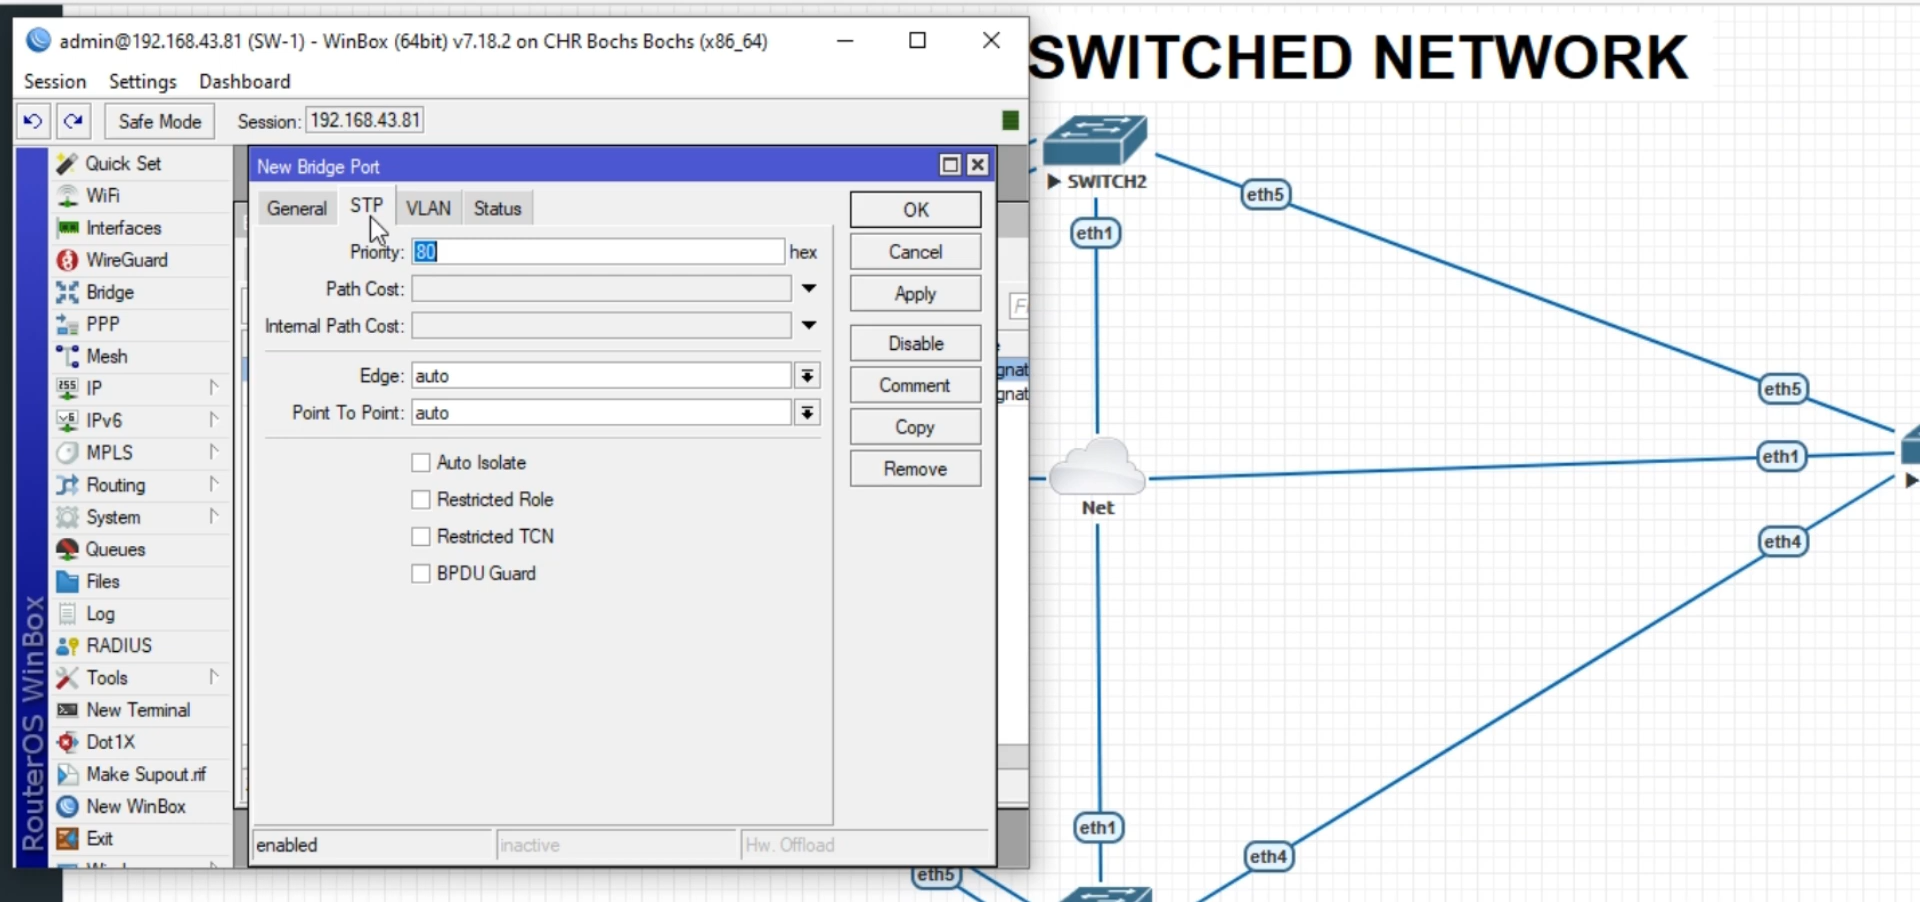 admin@192.168.43.81 (SW-1) - WinBox (64bit) v7.18.2 on CHR Bochs Bochs (x86_64)
Session Settings Dashboard
Safe Mode Session: 192.168.43.81
RouterOS WinBox
Quick Set
WiFi
Interfaces
WireGuard
Bridge
PPP
Mesh
IP
IPv6
MPLS
Routing
System
Queues
Files
Log
RADIUS
Tools
New Terminal
Dot1X
Make Supout.rif
New WinBox
Exit
New Bridge Port
General STP VLAN Status
Priority: 80 hex
Path Cost:
Internal Path Cost:
Edge: auto
Point To Point: auto
Auto Isolate
Restricted Role
Restricted TCN
BPDU Guard
OK
Cancel
Apply
Disable
Comment
Copy
Remove
enabled inactive Hw. Offload
gnat
gnat
SWITCHED NETWORK
SWITCH2
eth5
eth1
eth5
eth1
Net
eth4
eth1
eth4
eth5